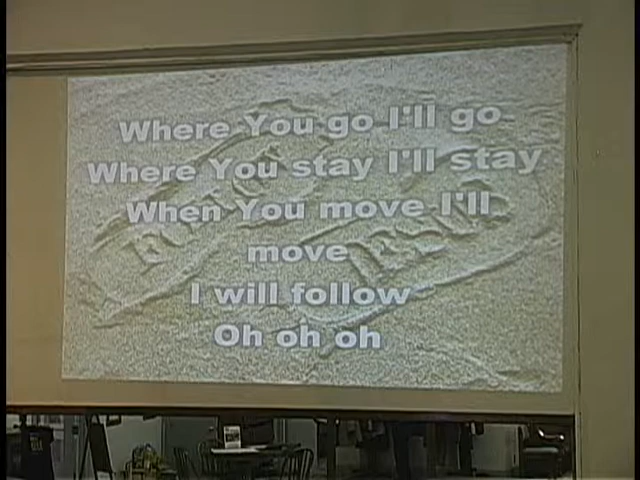 Where You go I'll go
Where You stay I'll stay
When You move I'll
move
I will follow
Oh oh oh